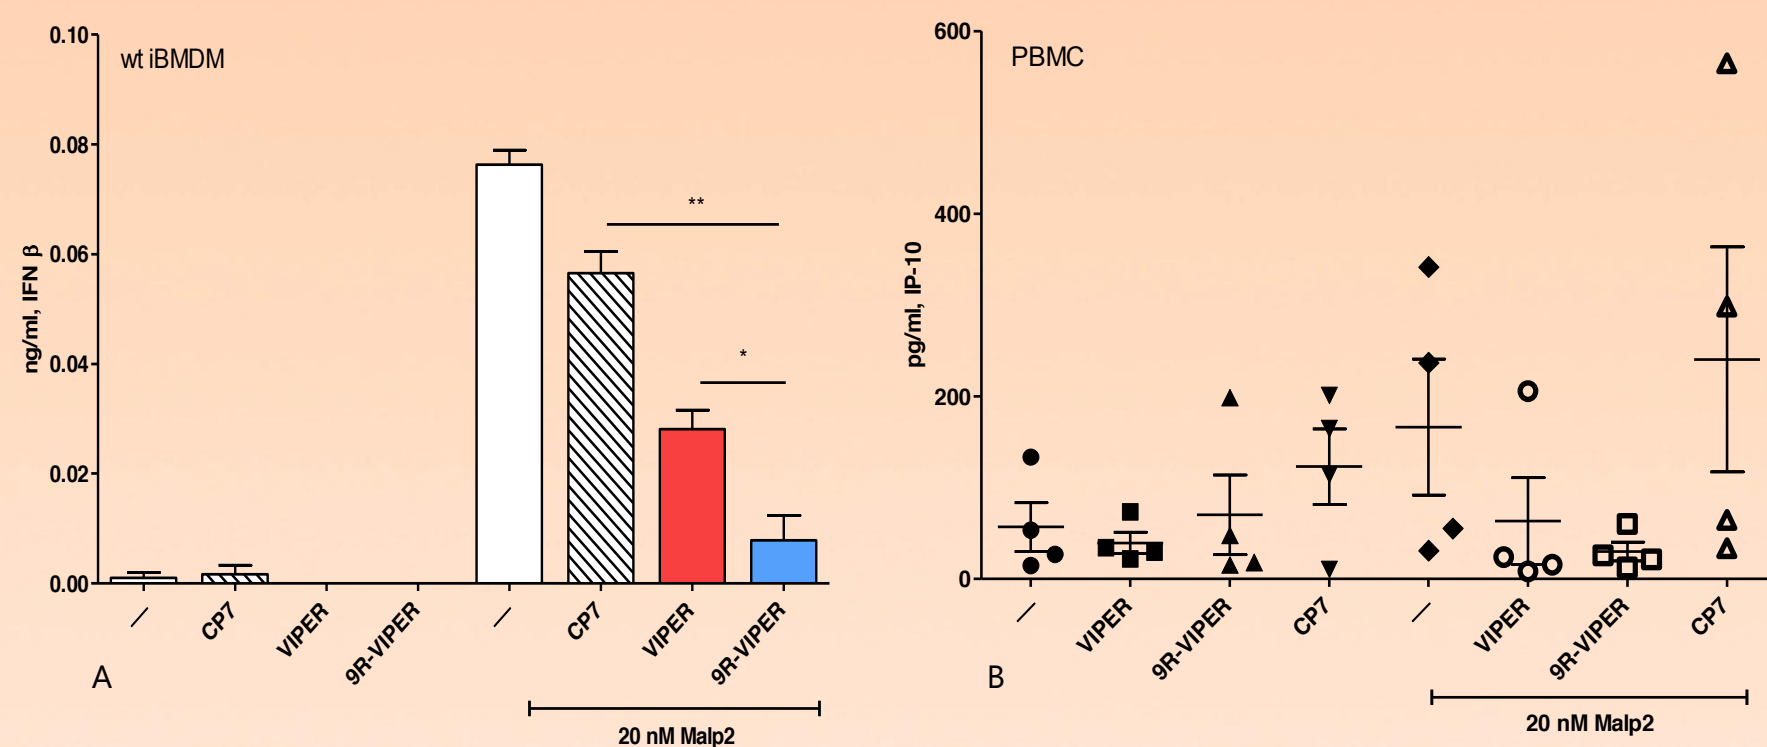 wt iBMDM
ng/ml, IFN β
0.10
0.08
0.06
0.04
0.02
0.00
**
*
/
CP7
VIPER
9R-VIPER
/
CP7
VIPER
9R-VIPER
20 nM Malp2
A
PBMC
pg/ml, IP-10
600
400
200
0
/
VIPER
9R-VIPER
CP7
/
VIPER
9R-VIPER
CP7
20 nM Malp2
B